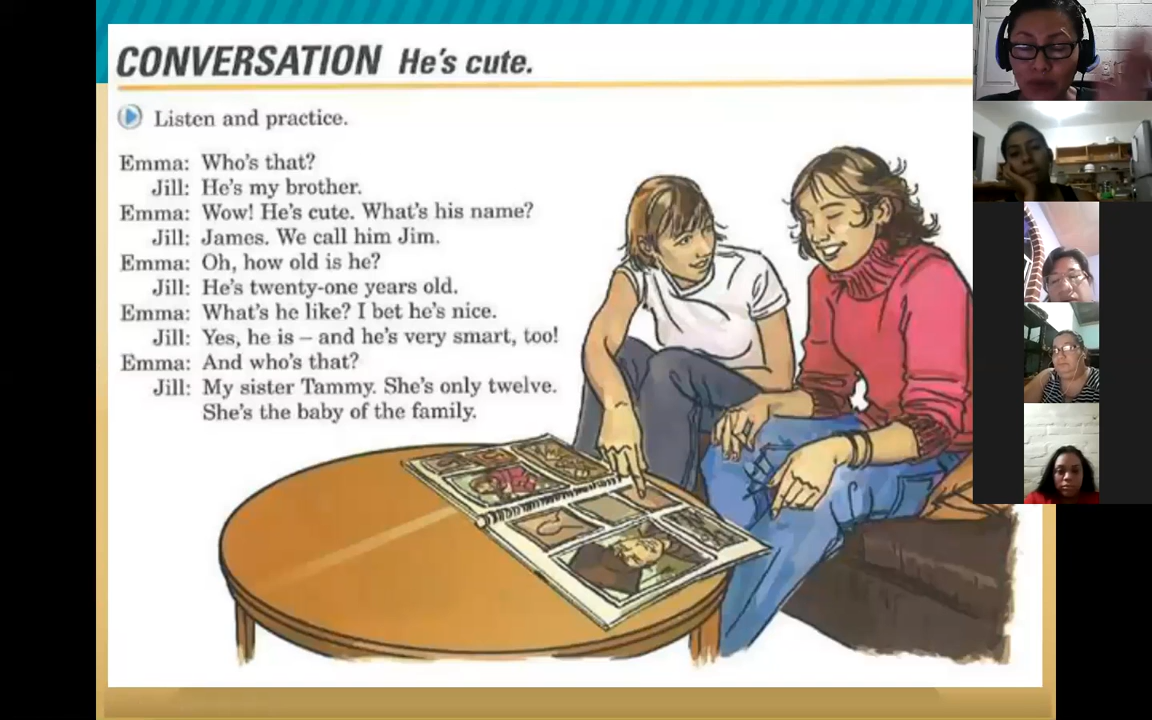 CONVERSATION He's cute.
Listen and practice.
Emma: Who's that?
Jill: He's my brother.
Emma: Wow! He's cute. What's his name?
Jill: James. We call him Jim.
Emma: Oh, how old is he?
Jill: He's twenty-one years old.
Emma: What's he like? I bet he's nice.
Jill: Yes, he is – and he's very smart, too!
Emma: And who's that?
Jill: My sister Tammy. She's only twelve.
She's the baby of the family.